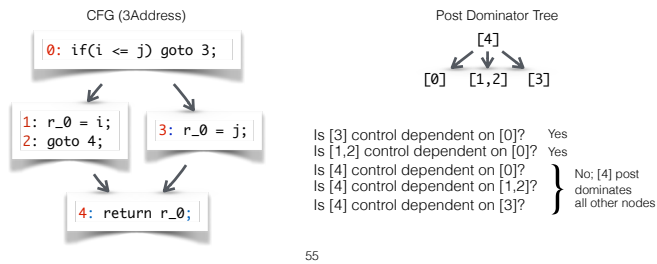 CFG (3Address)
0: if(i <= j) goto 3;
1: r_0 = i;
2: goto 4;
3: r_0 = j;
4: return r_0;
Post Dominator Tree
[4]
[0] [1,2] [3]
Is [3] control dependent on [0]? Yes
Is [1,2] control dependent on [0]? Yes
Is [4] control dependent on [0]?
Is [4] control dependent on [1,2]?
Is [4] control dependent on [3]?
No; [4] post
dominates
all other nodes
55